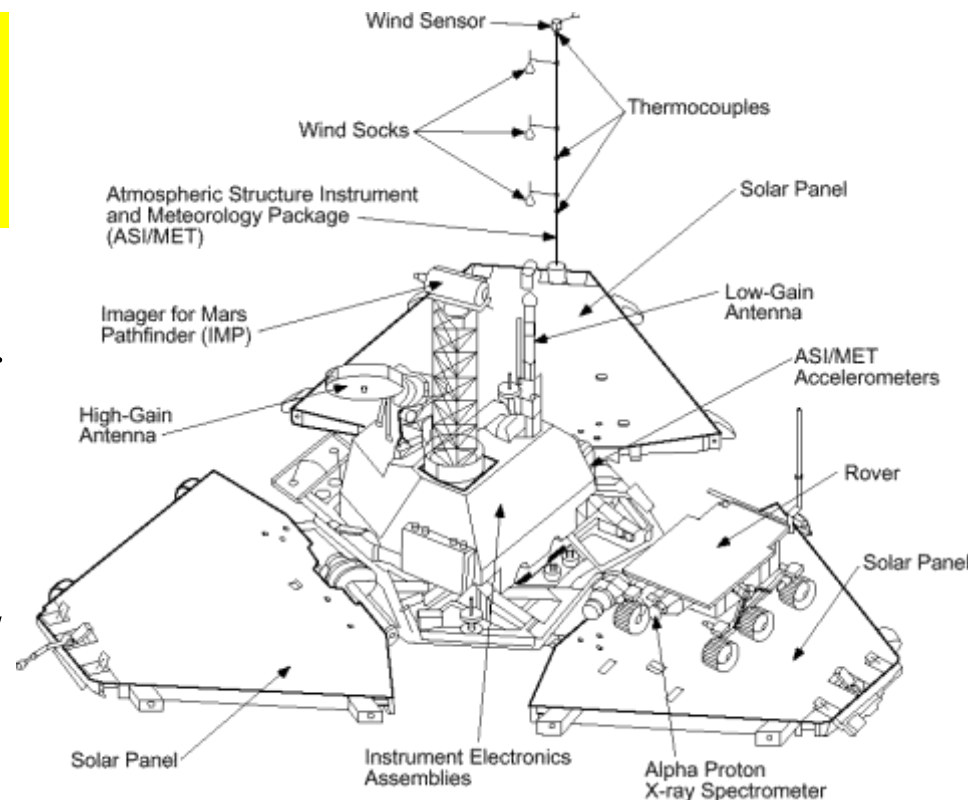 Wind Sensor
Thermocouples
Wind Socks
Solar Panel
Atmospheric Structure Instrument
and Meteorology Package
(ASI/MET)
Low-Gain
Antenna
Imager for Mars
Pathfinder (IMP)
ASI/MET
Accelerometers
High-Gain
Antenna
Rover
Solar Panel
Solar Panel
Instrument Electronics
Assemblies
Alpha Proton
X-ray Spectrometer